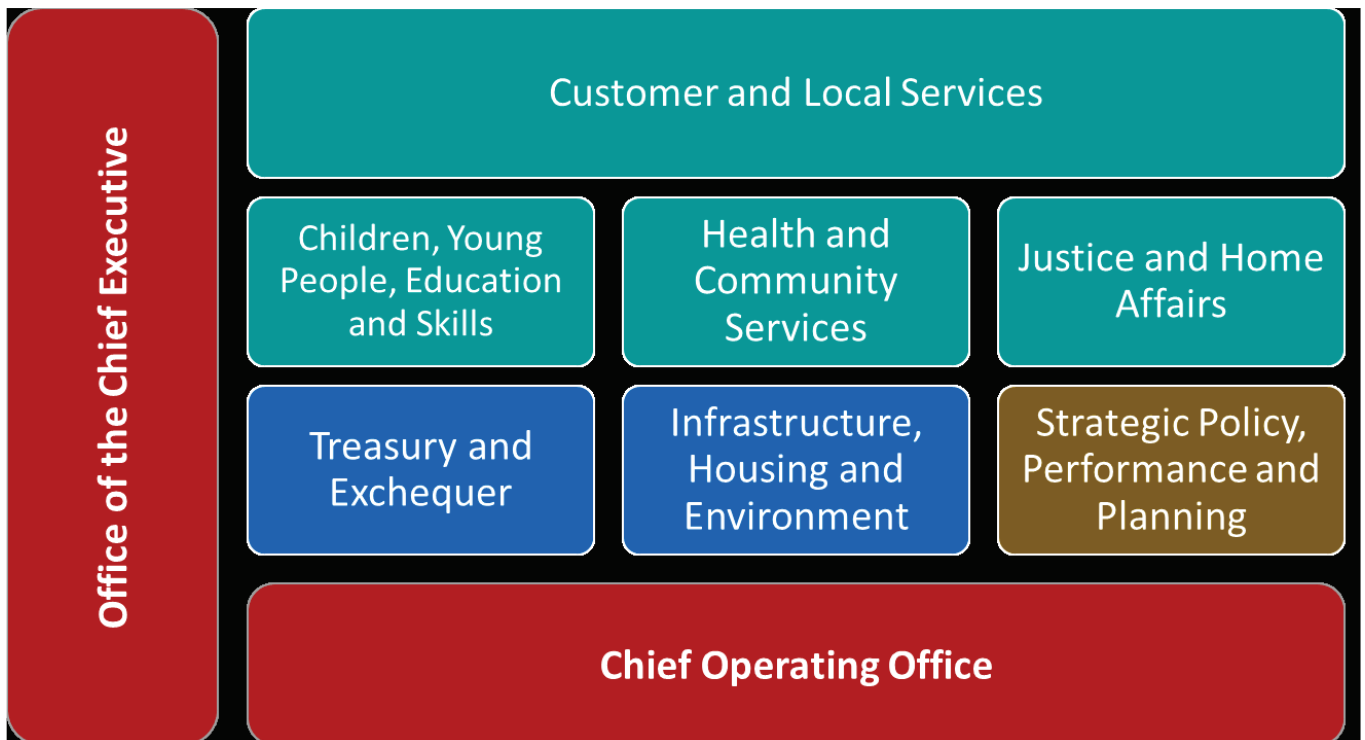 Office of the Chief Executive
Customer and Local Services
Children, Young
People, Education
and Skills
Health and
Community
Services
Justice and Home
Affairs
Treasury and
Exchequer
Infrastructure,
Housing and
Environment
Strategic Policy,
Performance and
Planning
Chief Operating Office